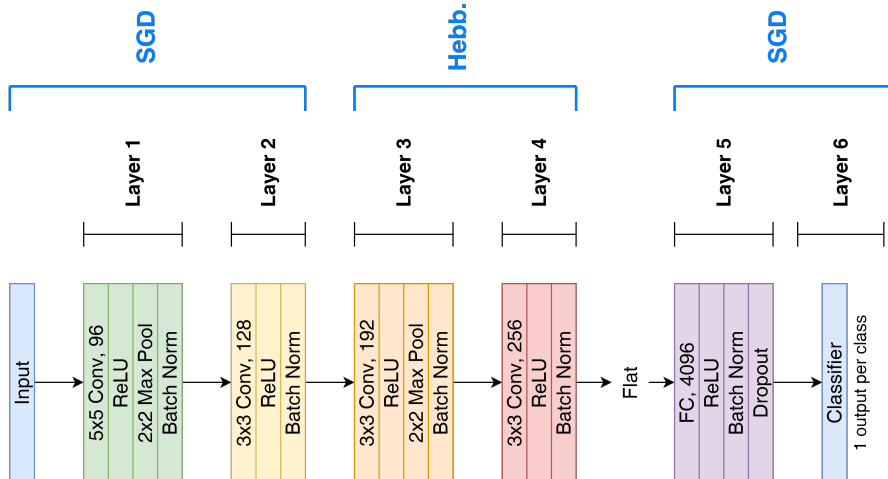 SGD
Hebb.
SGD
Layer 1
Layer 2
Layer 3
Layer 4
Layer 5
Layer 6
Input
5x5 Conv, 96
ReLU
2x2 Max Pool
Batch Norm
3x3 Conv, 128
ReLU
Batch Norm
3x3 Conv, 192
ReLU
2x2 Max Pool
Batch Norm
3x3 Conv, 256
ReLU
Batch Norm
Flat
FC, 4096
ReLU
Batch Norm
Dropout
Classifier
1 output per class